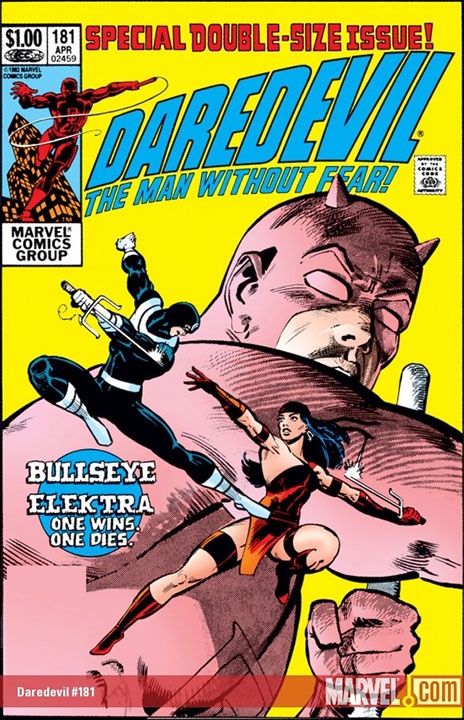 $1.00
181
APR
02459
© 1982 MARVEL
COMICS GROUP
MARVEL®
COMICS
GROUP
SPECIAL DOUBLE-SIZE ISSUE!
DAREDEVIL®
THE MAN WITHOUT FEAR!
APPROVED
BY THE
COMICS
CODE
AUTHORITY
BULLSEYE
ELEKTRA
ONE WINS.
ONE DIES.
Daredevil #181
MARVEL.com